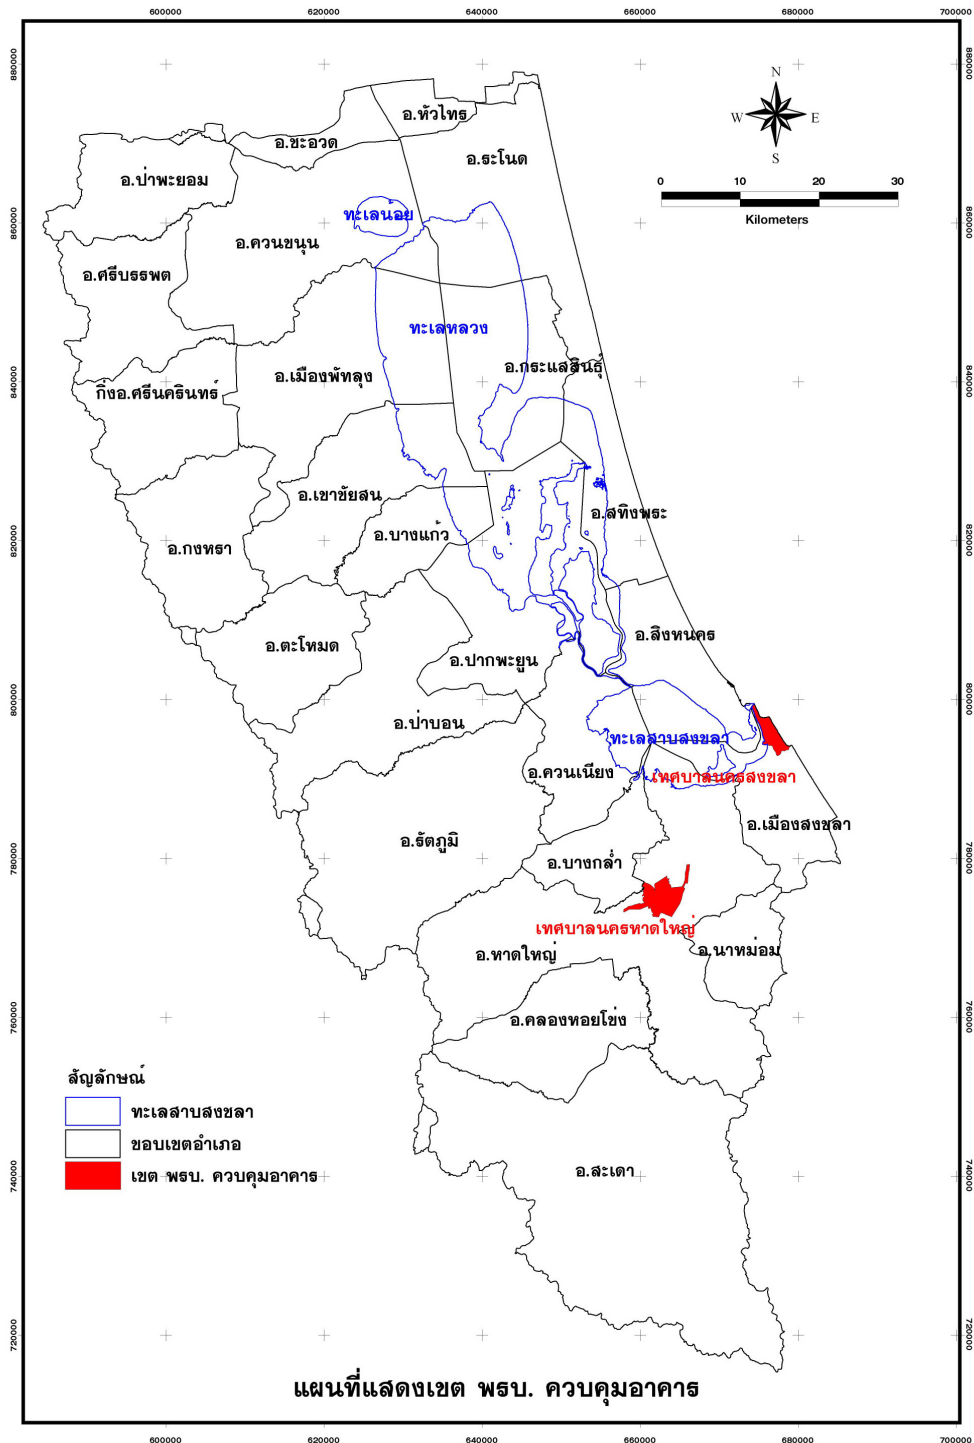 600000 620000 640000 660000 680000 700000
880000 880000
N
W E
S
0 10 20 30
Kilometers
อ.หัวไทร
อ.ชะอวด
อ.ระโนด
อ.ป่าพะยอม
ทะเลน้อย
860000 860000
อ.ควนขนุน
อ.ศรีบรรพต
ทะเลหลวง
อ.กระแสสินธุ์
อ.เมืองพัทลุง
840000 840000
กิ่งอ.ศรีนครินทร์
อ.เขาชัยสน
อ.สทิงพระ
อ.บางแก้ว
820000 820000
อ.กงหรา
อ.สิงหนคร
อ.ตะโหมด
อ.ปากพะยูน
800000 800000
อ.ป่าบอน
ทะเลสาบสงขลา
อ.ควนเนียง
เทศบาลนครสงขลา
อ.เมืองสงขลา
อ.รัตภูมิ
780000 780000
อ.บางกล่ำ
เทศบาลนครหาดใหญ่
อ.หาดใหญ่
อ.นาหม่อม
760000 760000
อ.คลองหอยโข่ง
สัญลักษณ์
ทะเลสาบสงขลา
ขอบเขตอำเภอ
เขต พรบ. ควบคุมอาคาร
อ.สะเดา
740000 740000
720000 720000
แผนที่แสดงเขต พรบ. ควบคุมอาคาร
600000 620000 640000 660000 680000 700000